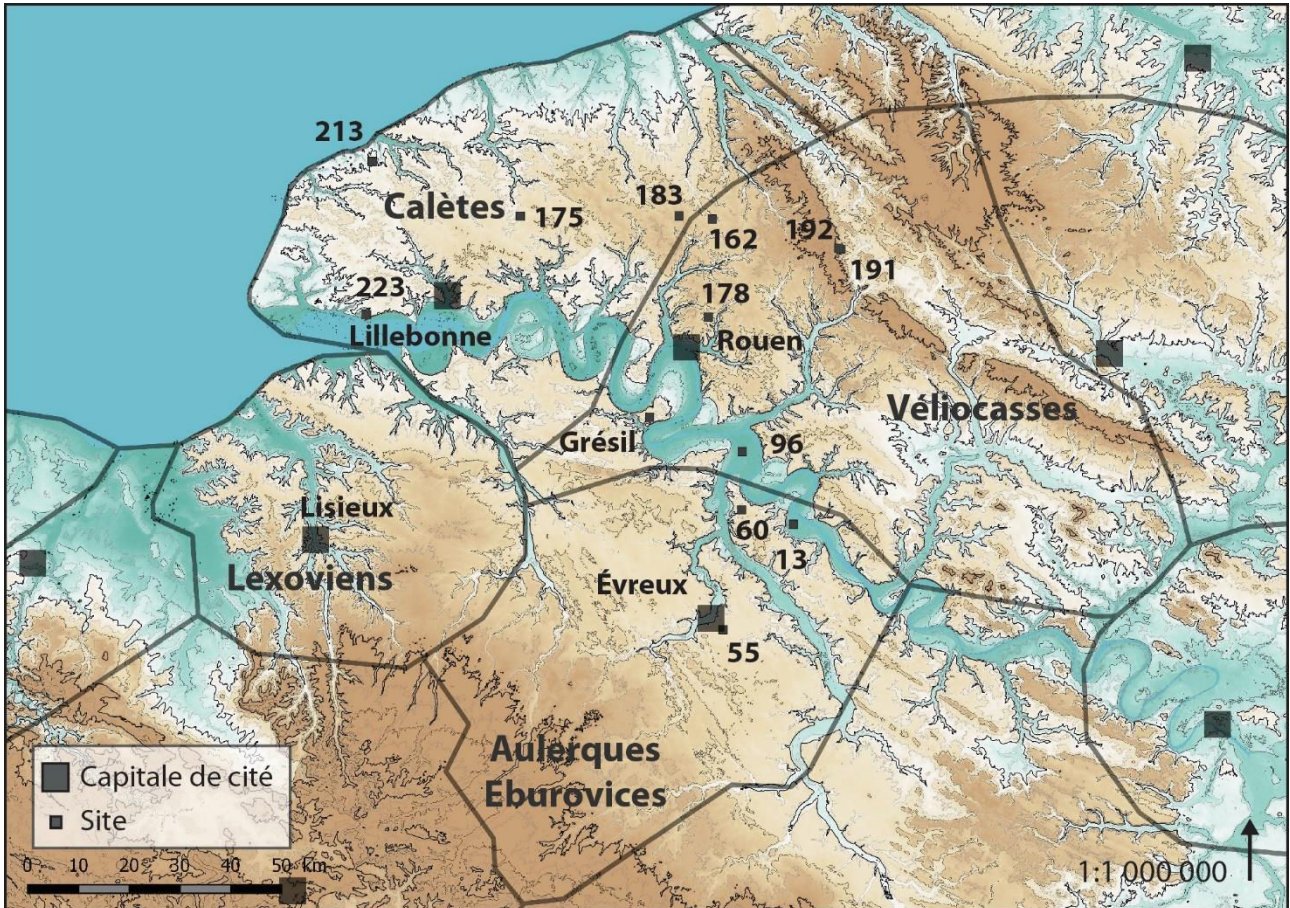 213
Calètes
175
183
162
192
191
223
178
Lillebonne
Rouen
Grésil
Véliocasses
96
Lisieux
60
13
Lexoviens
Évreux
55
Aulerques
Eburovices
Capitale de cité
Site
0 10 20 30 40 50 km
1:1 000 000